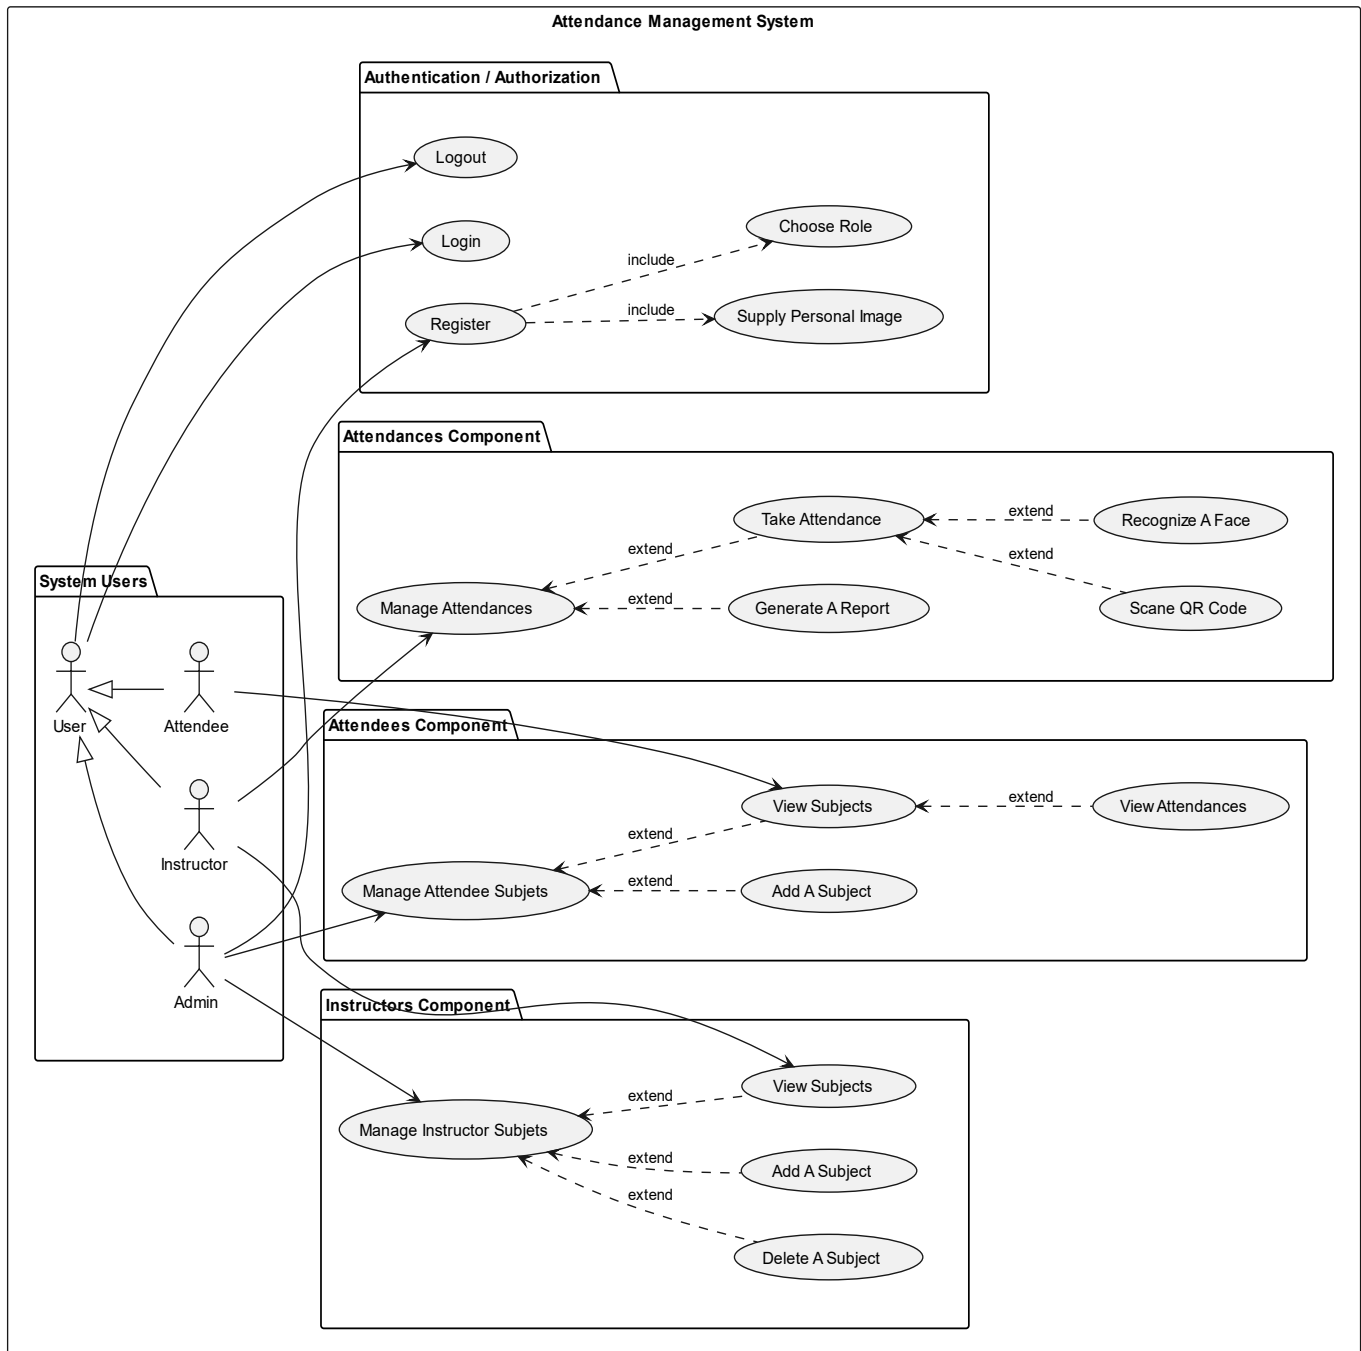 Attendance Management System
Authentication / Authorization
Logout
Login
Register
include
include
Choose Role
Supply Personal Image
Attendances Component
Manage Attendances
extend
extend
Take Attendance
Generate A Report
extend
extend
Recognize A Face
Scane QR Code
System Users
User
Attendee
Instructor
Admin
Attendees Component
Manage Attendee Subjets
extend
extend
View Subjects
Add A Subject
extend
View Attendances
Instructors Component
Manage Instructor Subjets
extend
extend
extend
View Subjects
Add A Subject
Delete A Subject